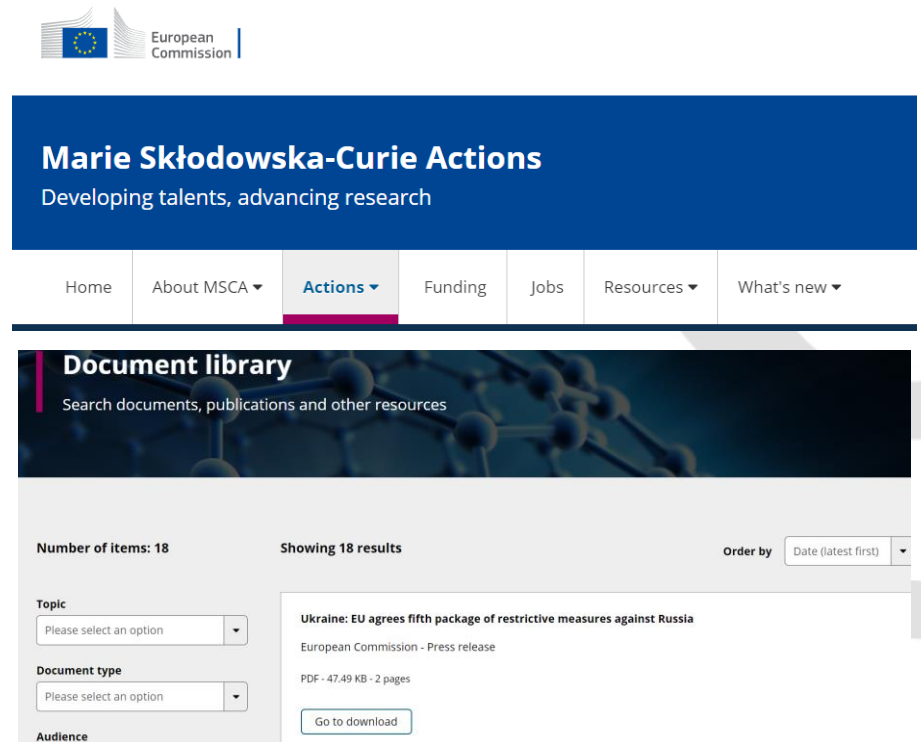 European
Commission
Marie Skłodowska-Curie Actions
Developing talents, advancing research
Home About MSCA Actions Funding Jobs Resources What's new
Document library
Search documents, publications and other resources
Number of items: 18 Showing 18 results Order by Date (latest first)
Topic
Please select an option
Ukraine: EU agrees fifth package of restrictive measures against Russia
European Commission - Press release
Document type
PDF - 47.49 KB - 2 pages
Please select an option
Go to download
Audience